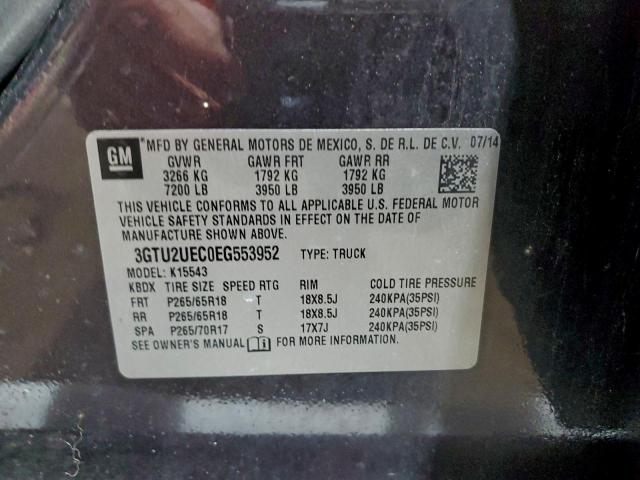 GM
*MFD BY GENERAL MOTORS DE MEXICO, S. DE R.L. DE C.V. 07/14
GVWR GAWR FRT GAWR RR
3266 KG 1792 KG 1792 KG
7200 LB 3950 LB 3950 LB
THIS VEHICLE CONFORMS TO ALL APPLICABLE U.S. FEDERAL MOTOR
VEHICLE SAFETY STANDARDS IN EFFECT ON THE DATE OF
MANUFACTURE SHOWN ABOVE.
3GTU2UEC0EG553952 TYPE: TRUCK
MODEL: K15543
KBDX TIRE SIZE SPEED RTG RIM COLD TIRE PRESSURE
FRT P265/65R18 T 18X8.5J 240KPA(35PSI)
RR P265/65R18 T 18X8.5J 240KPA(35PSI)
SPA P265/70R17 S 17X7J 240KPA(35PSI)
SEE OWNER'S MANUAL FOR MORE INFORMATION.